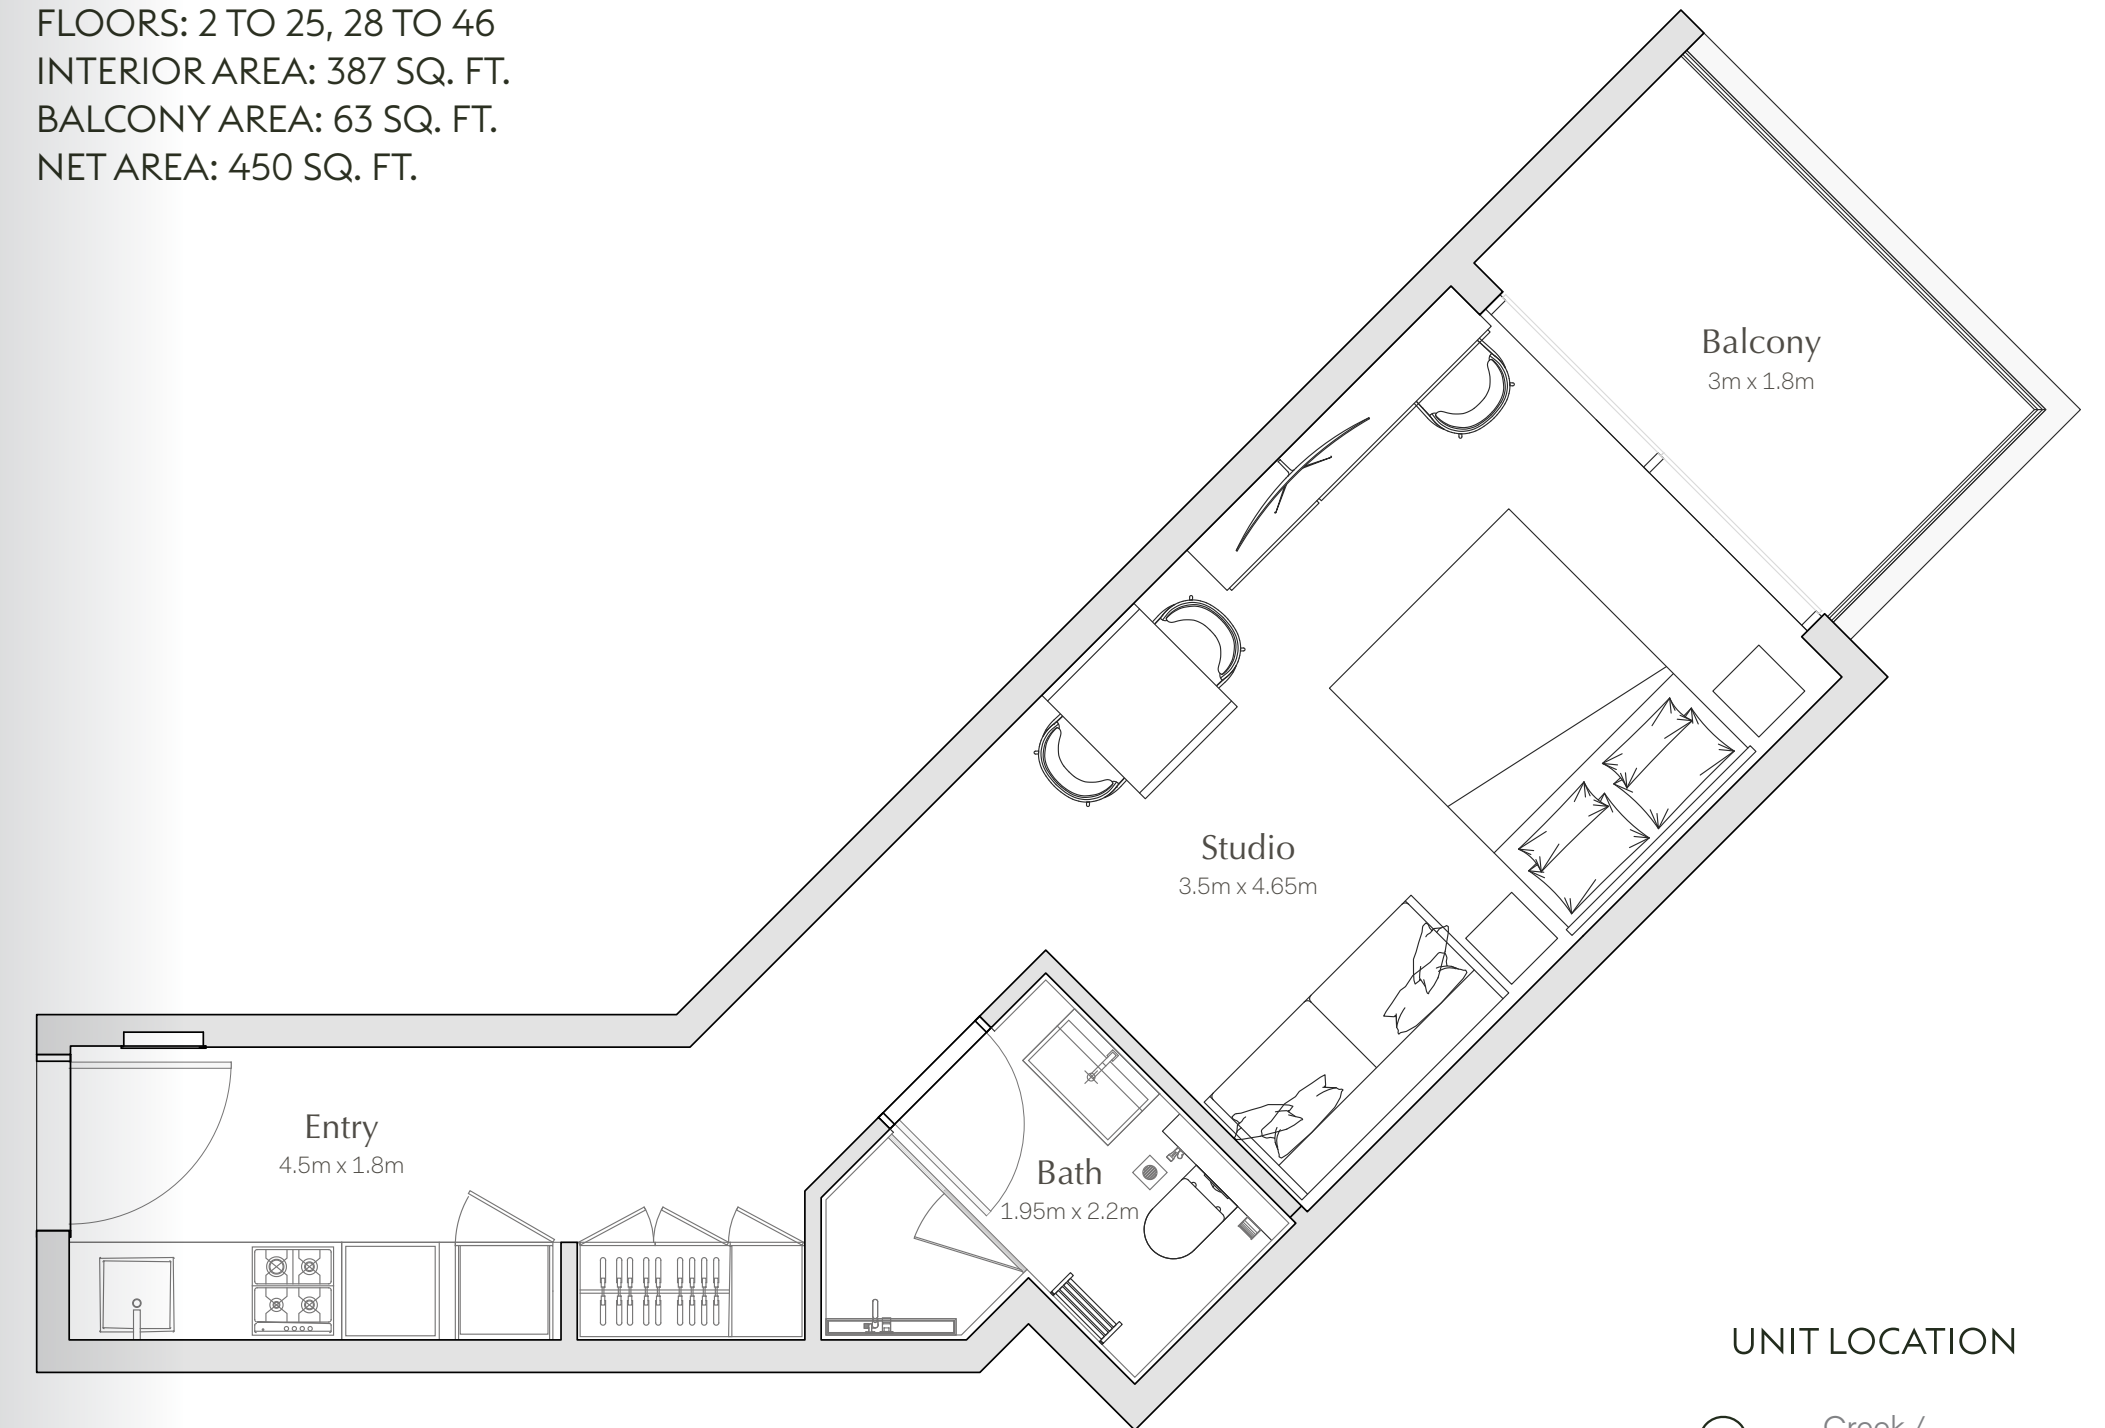 FLOORS: 2 TO 25, 28 TO 46
INTERIOR AREA: 387 SQ. FT.
BALCONY AREA: 63 SQ. FT.
NET AREA: 450 SQ. FT.
Balcony
3m x 1.8m
Studio
3.5m x 4.65m
Entry
4.5m x 1.8m
Bath
1.95m x 2.2m
UNIT LOCATION
Creek /